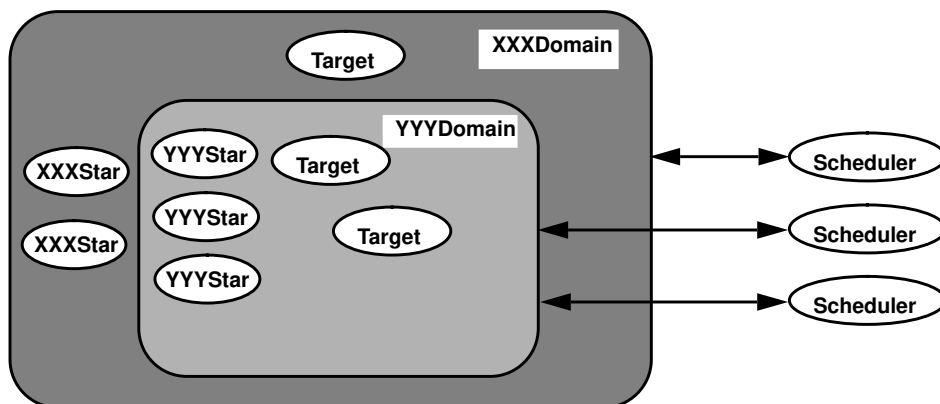 XXXDomain
Target
YYYDomain
YYYStar
Target
Scheduler
XXXStar
YYYStar
Target
Scheduler
XXXStar
YYYStar
Scheduler